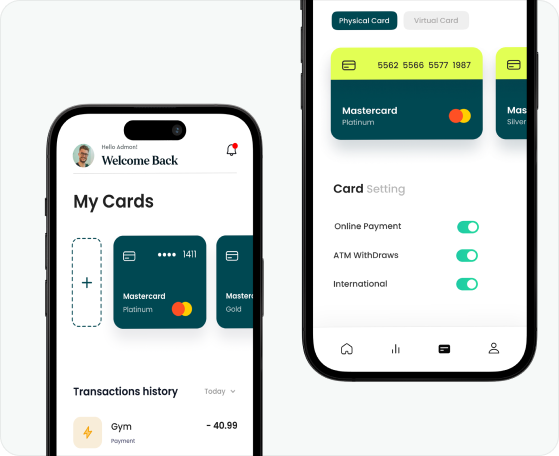 Hello Admon!
Welcome Back
My Cards
•••• 1411
Mastercard
Platinum
Master
Gold
Transactions history
Today
Gym
- 40.99
Payment
Physical Card
Virtual Card
5562 5566 5577 1987
Mastercard
Platinum
Mas
Silver
Card Setting
Online Payment
ATM WithDraws
International